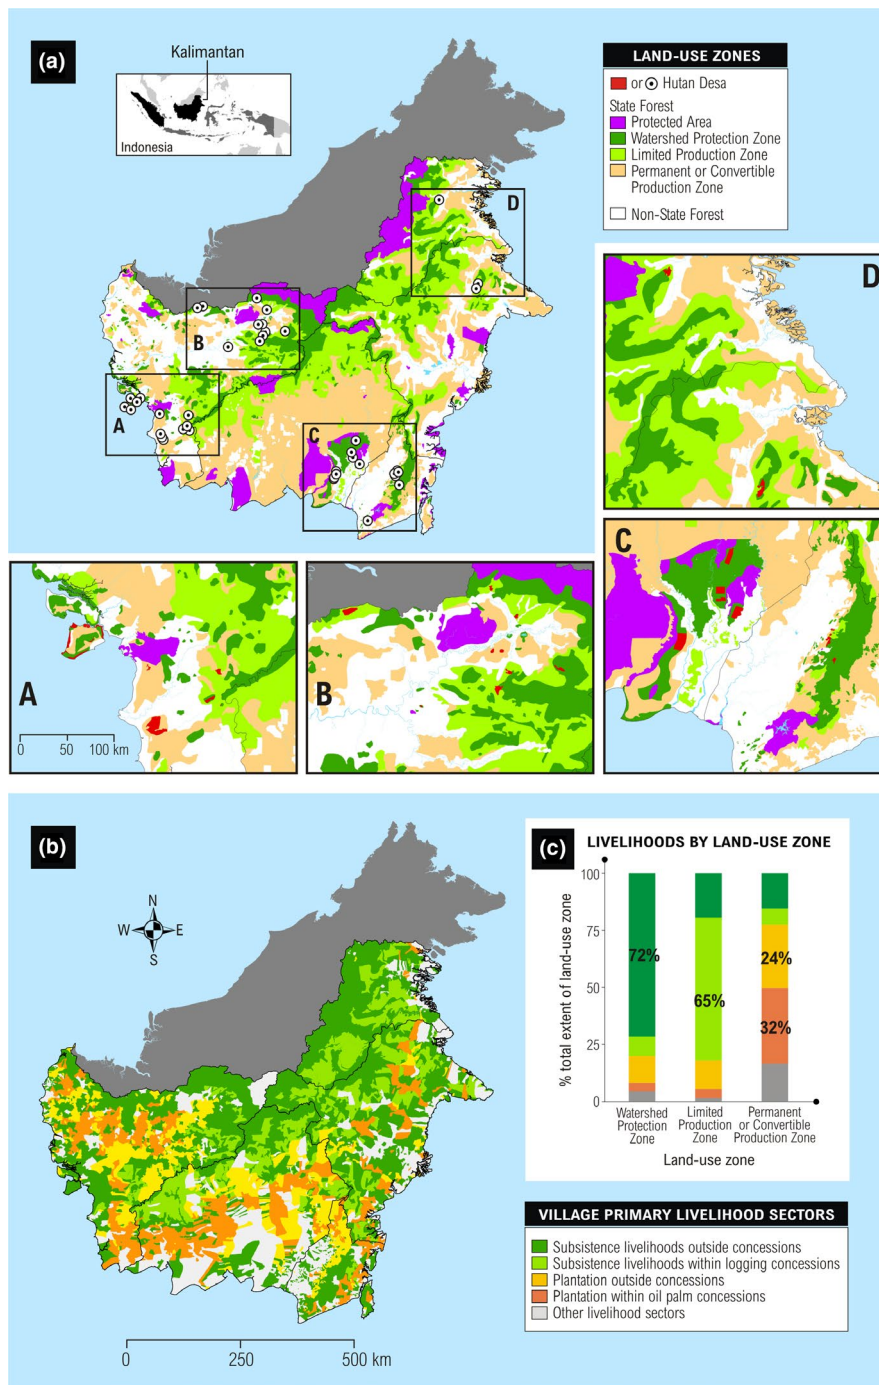 (a)
Kalimantan
Indonesia
LAND-USE ZONES
or Hutan Desa
State Forest
Protected Area
Watershed Protection Zone
Limited Production Zone
Permanent or Convertible
Production Zone
Non-State Forest
D
B
A
C
D
C
A
0 50 100 km
B
(b)
N
W E
S
0 250 500 km
(c)
LIVELIHOODS BY LAND-USE ZONE
% total extent of land-use zone
100
75
50
25
0
72%
65%
24%
32%
Watershed
Protection
Zone
Limited
Production
Zone
Permanent
or Convertible
Production Zone
Land-use zone
VILLAGE PRIMARY LIVELIHOOD SECTORS
Subsistence livelihoods outside concessions
Subsistence livelihoods within logging concessions
Plantation outside concessions
Plantation within oil palm concessions
Other livelihood sectors